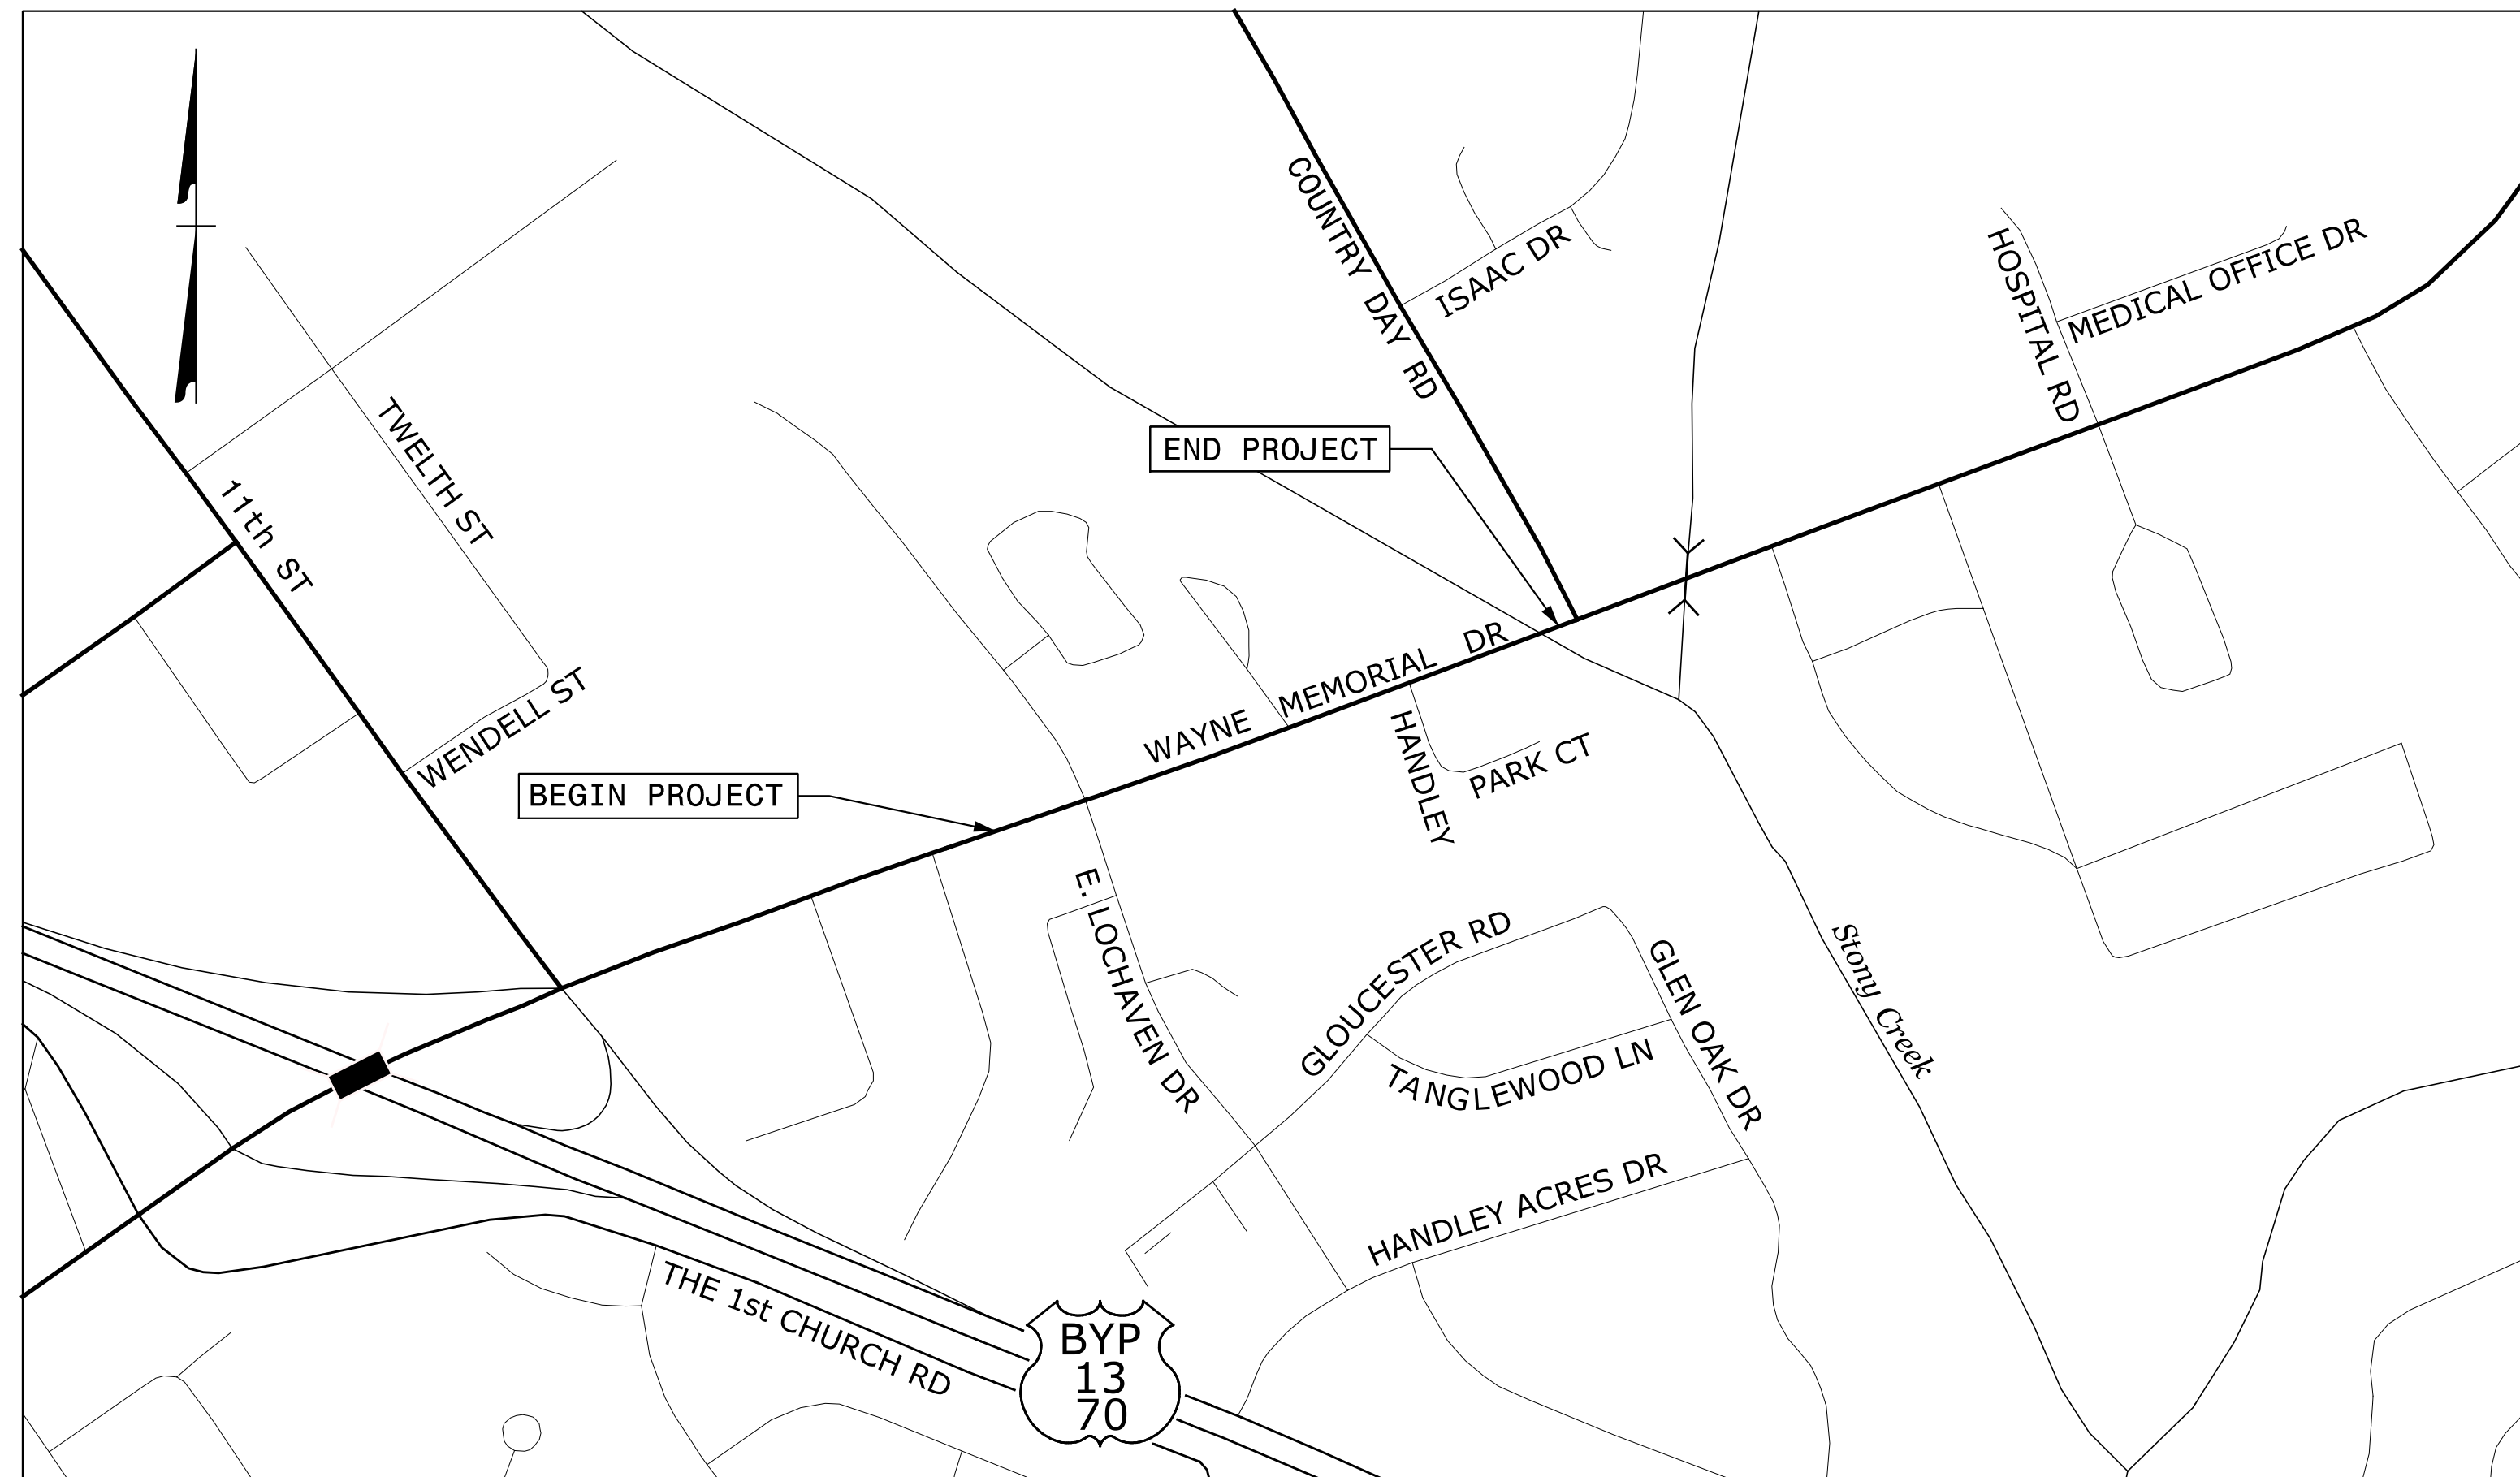 COUNTRY DAY RD
ISAAC DR
HOSPITAL RD
MEDICAL OFFICE DR
TWELTH ST
11th ST
END PROJECT
WENDELL ST
BEGIN PROJECT
WAYNE MEMORIAL DR
HANDLEY
PARK CT
E. LOCHAVEN DR
GLOUCESTER RD
TANGLEWOOD LN
GLEN OAK DR
Stony Creek
HANDLEY ACRES DR
THE 1st CHURCH RD
BYP
13
70